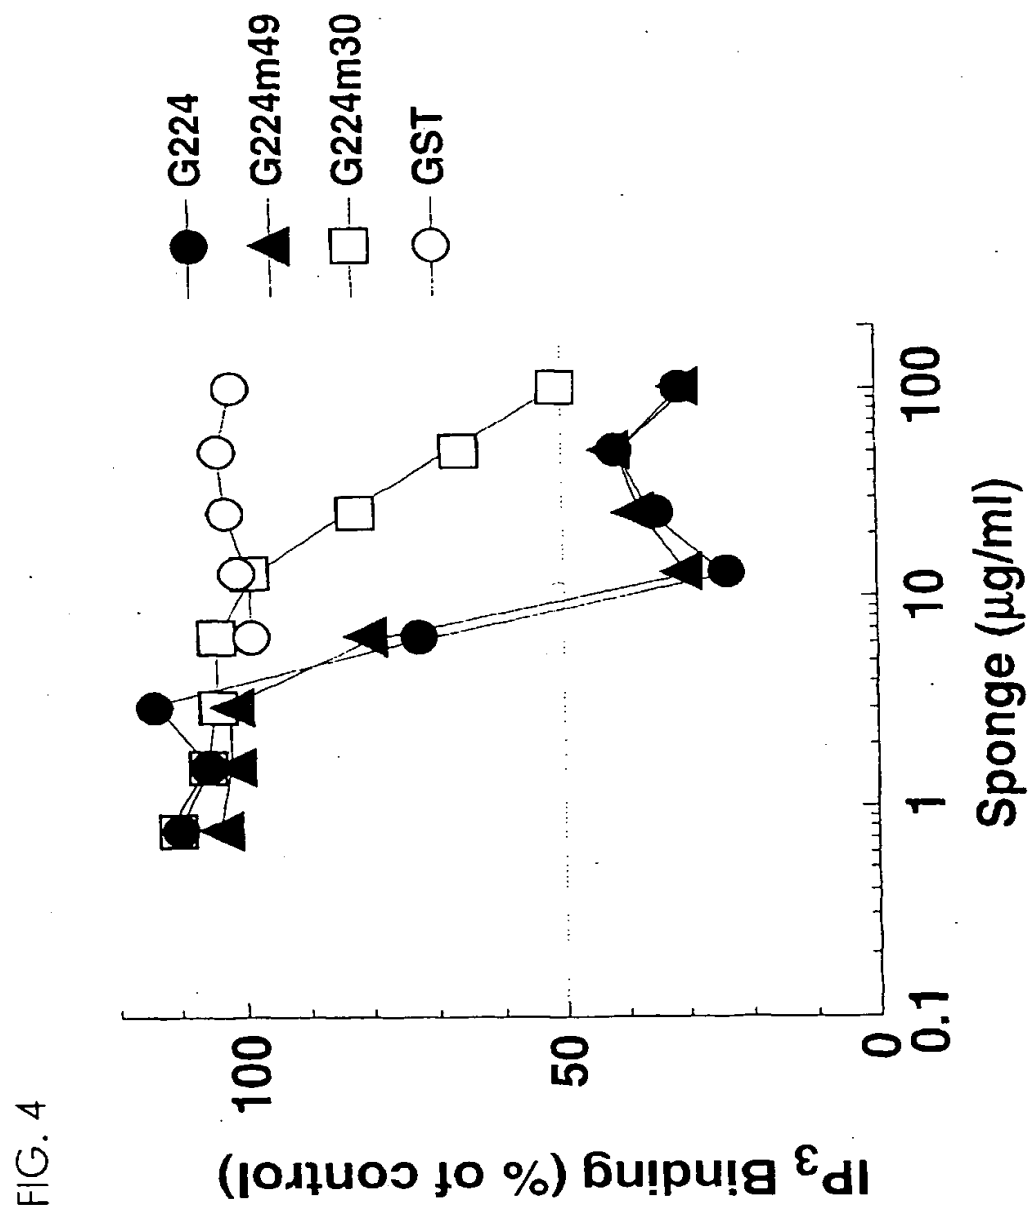 FIG. 4
G224
G224m49
G224m30
GST
IP3 Binding (% of control)
100
50
0
0.1
1
10
100
Sponge (μg/ml)